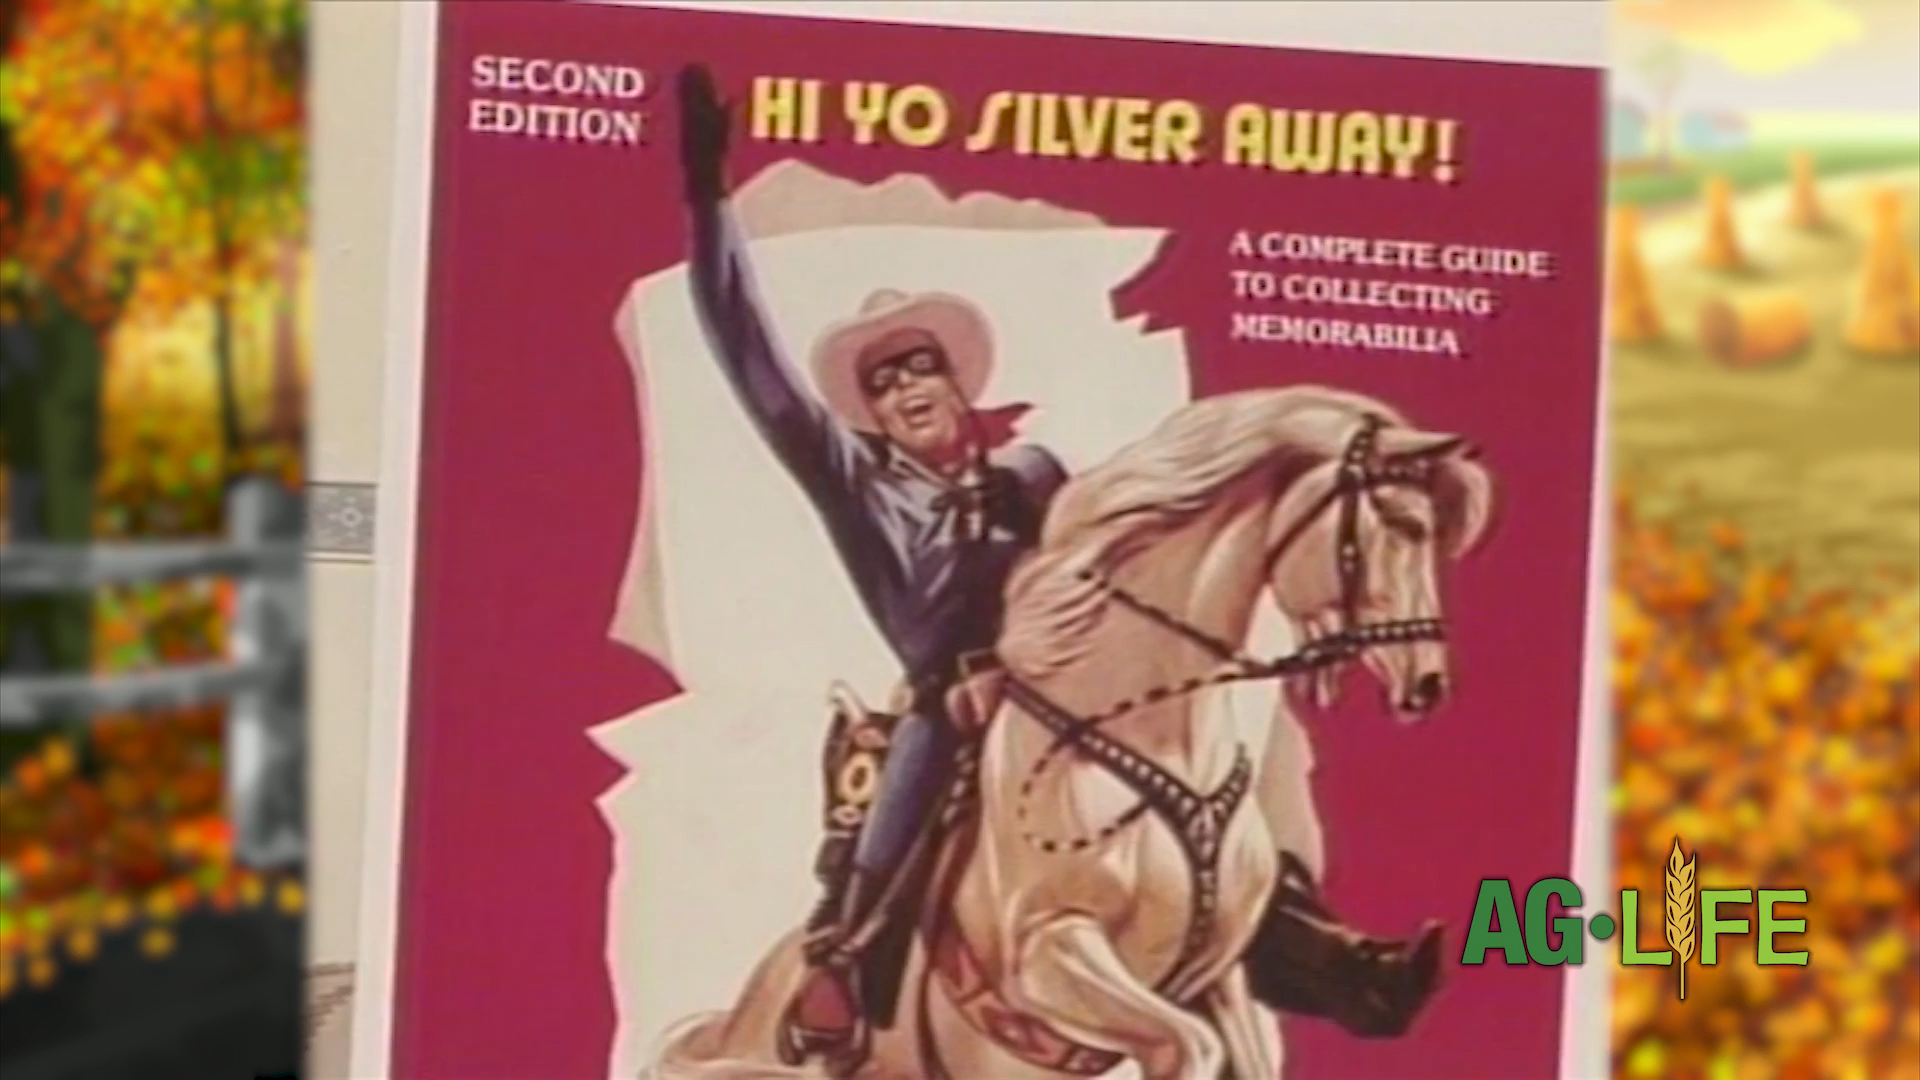 SECOND
EDITION
HI YO SILVER AWAY!
A COMPLETE GUIDE
TO COLLECTING
MEMORABILIA
AG•LIFE